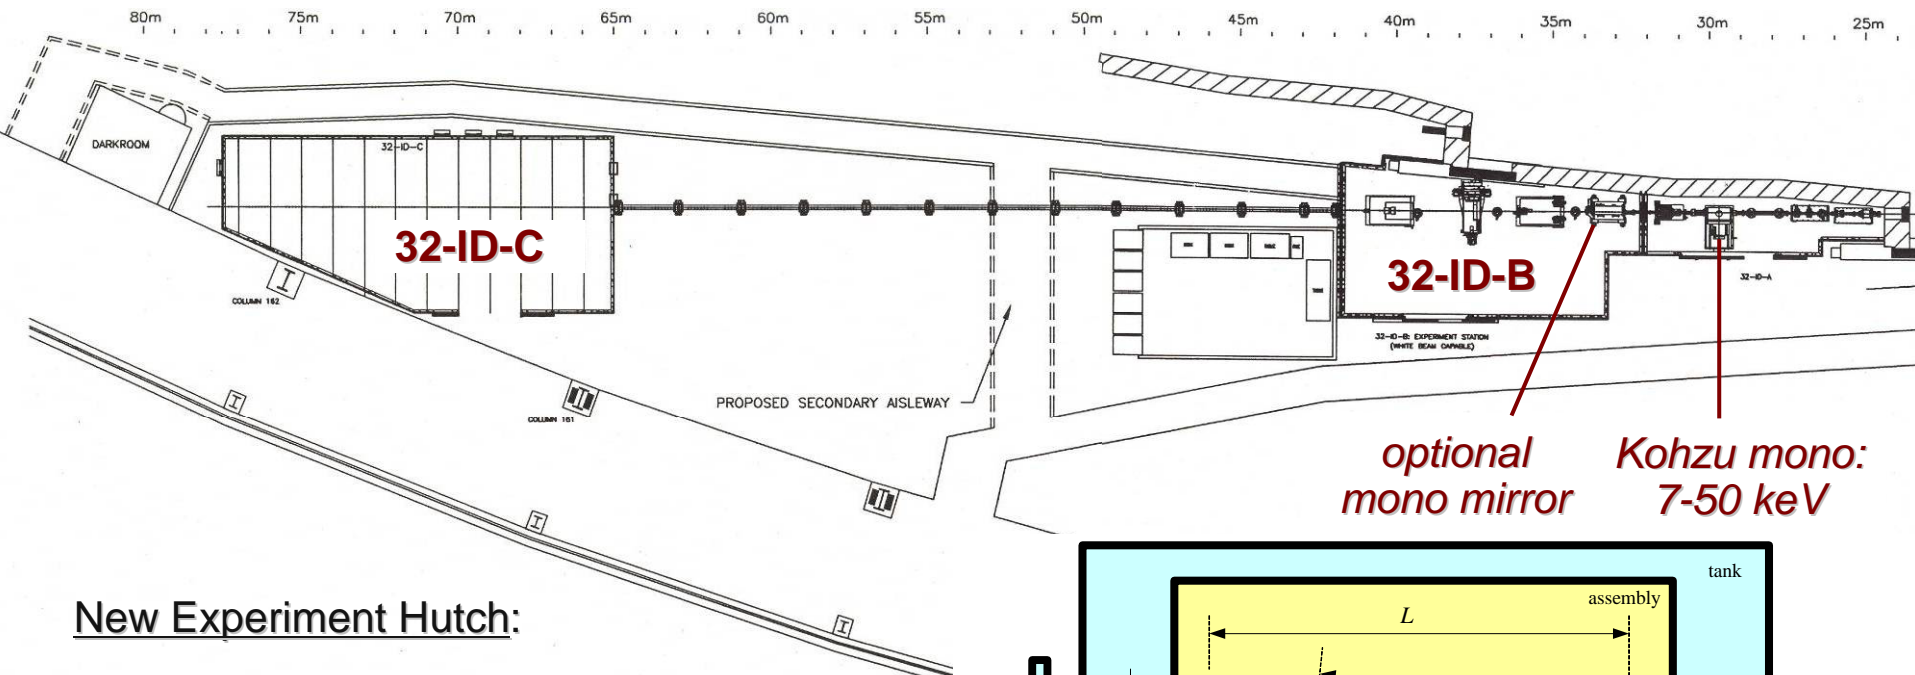 80m 75m 70m 65m 60m 55m 50m 45m 40m 35m 30m 25m
DARKROOM
32-ID-C
32-ID-C
32-ID-B
32-ID-A
COLUMN 162
32-ID-B: EXPERIMENT STATION
(WHITE BEAM CAPABLE)
PROPOSED SECONDARY AISLEWAY
COLUMN 161
optional
mono mirror
Kohzu mono:
7-50 keV
tank
assembly
L
New Experiment Hutch: